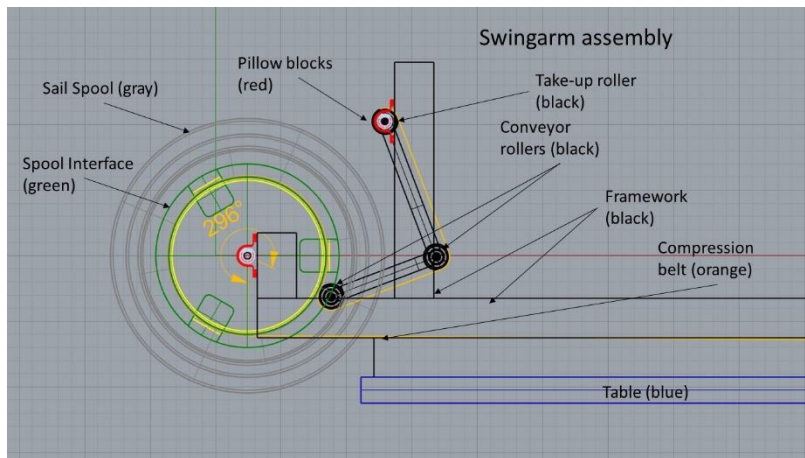 Swingarm assembly
Pillow blocks
(red)
Sail Spool (gray)
Take-up roller
(black)
Conveyor
rollers (black)
Spool Interface
(green)
Framework
(black)
296°
Compression
belt (orange)
Table (blue)